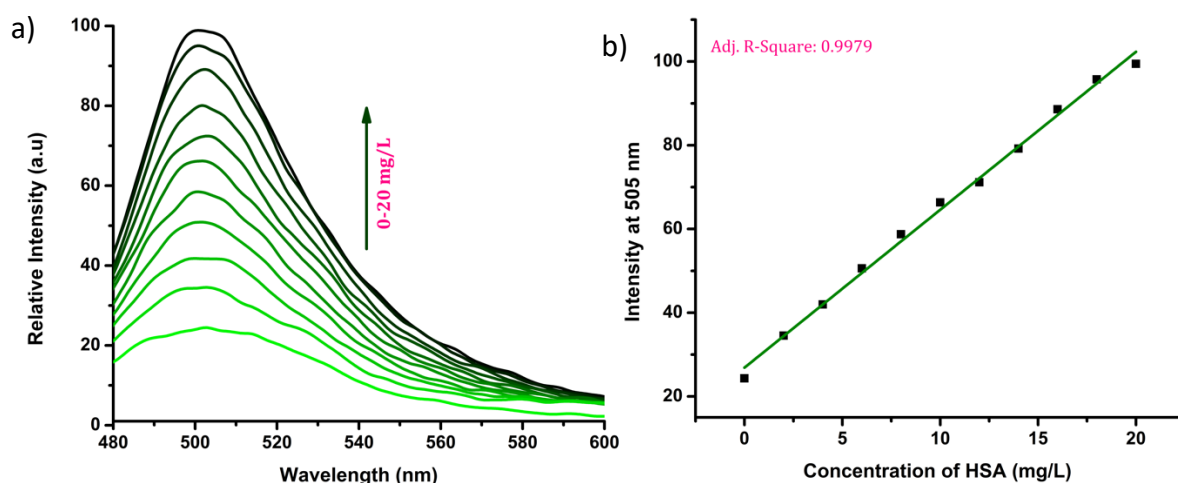 a)
100
80
60
40
20
0
Relative Intensity (a.u)
0-20 mg/L
480 500 520 540 560 580 600
Wavelength (nm)
b)
Adj. R-Square: 0.9979
100
80
60
40
20
Intensity at 505 nm
0 5 10 15 20
Concentration of HSA (mg/L)